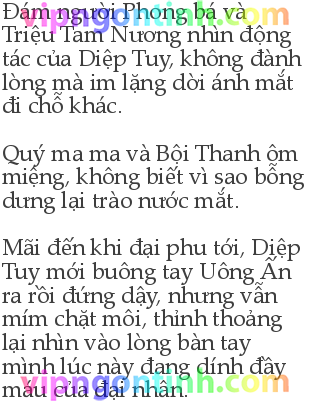 Đám người Phong bá và
Triệu Tam Nương nhìn động
tác của Diệp Tuy, không đành
lòng mà im lặng dời ánh mắt
đi chỗ khác.

Quý ma ma và Bội Thanh ôm
miệng, không biết vì sao bỗng
dưng lại trào nước mắt.

Mãi đến khi đại phu tới, Diệp
Tuy mới buông tay Uông Ấn
ra rồi đứng dậy, nhưng vẫn
mím chặt môi, thỉnh thoảng
lại nhìn vào lòng bàn tay
mình lúc này đang dính đầy
máu của đại nhân.
vipngontinh.com
vipngontinh.com